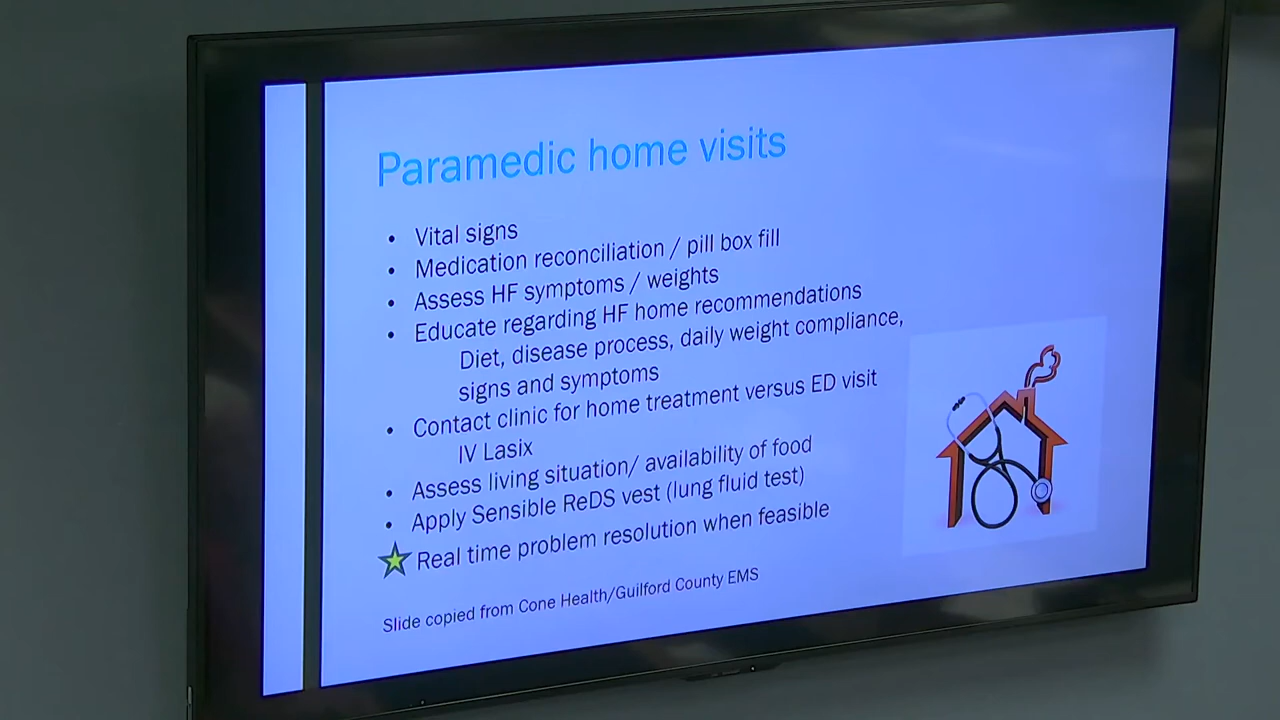 Paramedic home visits
• Vital signs
• Medication reconciliation / pill box fill
• Assess HF symptoms / weights
• Educate regarding HF home recommendations
Diet, disease process, daily weight compliance,
signs and symptoms
• Contact clinic for home treatment versus ED visit
IV Lasix
• Assess living situation/ availability of food
• Apply Sensible ReDS vest (lung fluid test)
Real time problem resolution when feasible
Slide copied from Cone Health/Guilford County EMS